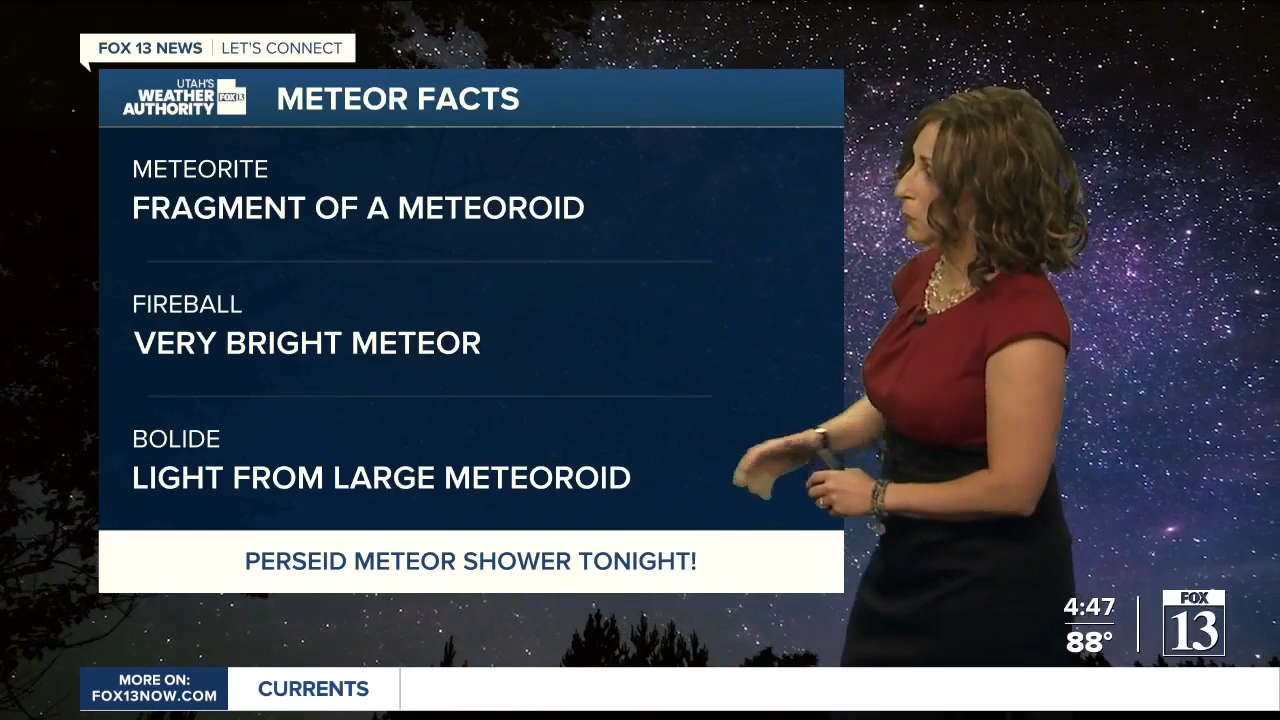 FOX 13 NEWS | LET'S CONNECT
UTAH'S
WEATHER
AUTHORITY
FOX 13
METEOR FACTS
METEORITE
FRAGMENT OF A METEOROID
FIREBALL
VERY BRIGHT METEOR
BOLIDE
LIGHT FROM LARGE METEOROID
PERSEID METEOR SHOWER TONIGHT!
4:47
88°
FOX
13
MORE ON:
FOX13NOW.COM
CURRENTS